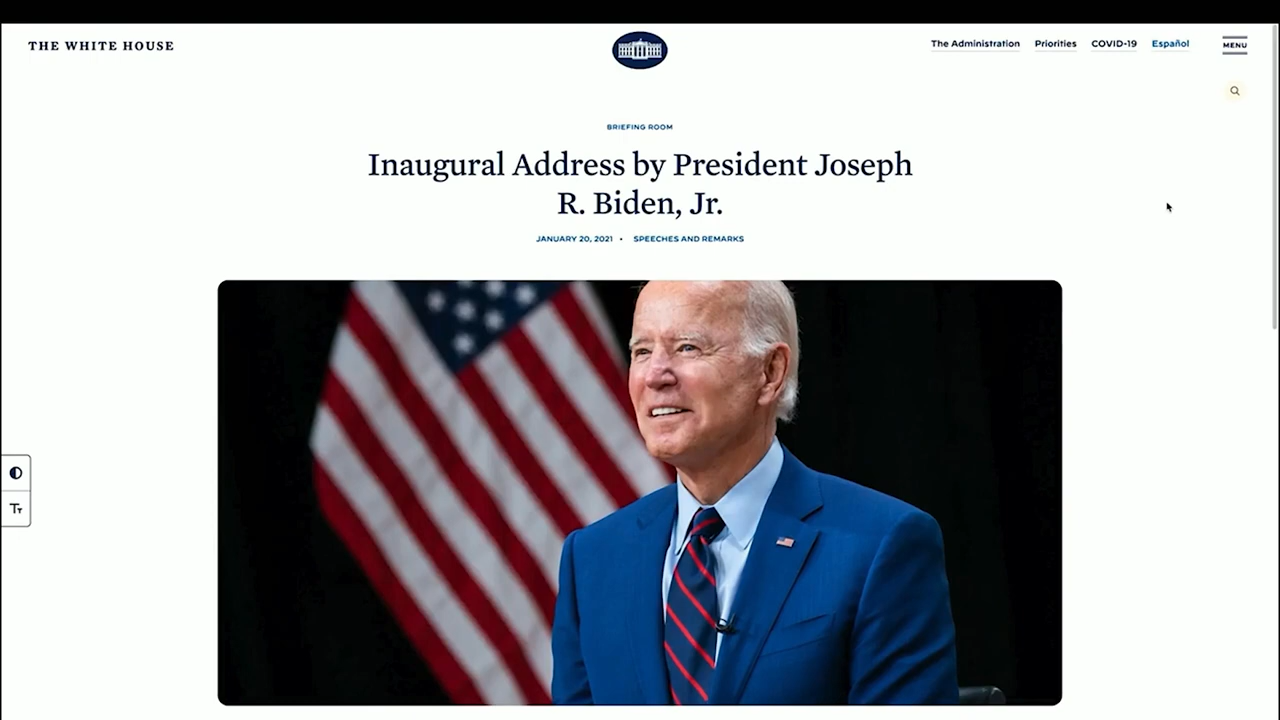 THE WHITE HOUSE
The Administration Priorities COVID-19 Español MENU
BRIEFING ROOM
Inaugural Address by President Joseph
R. Biden, Jr.
JANUARY 20, 2021 • SPEECHES AND REMARKS
Tт